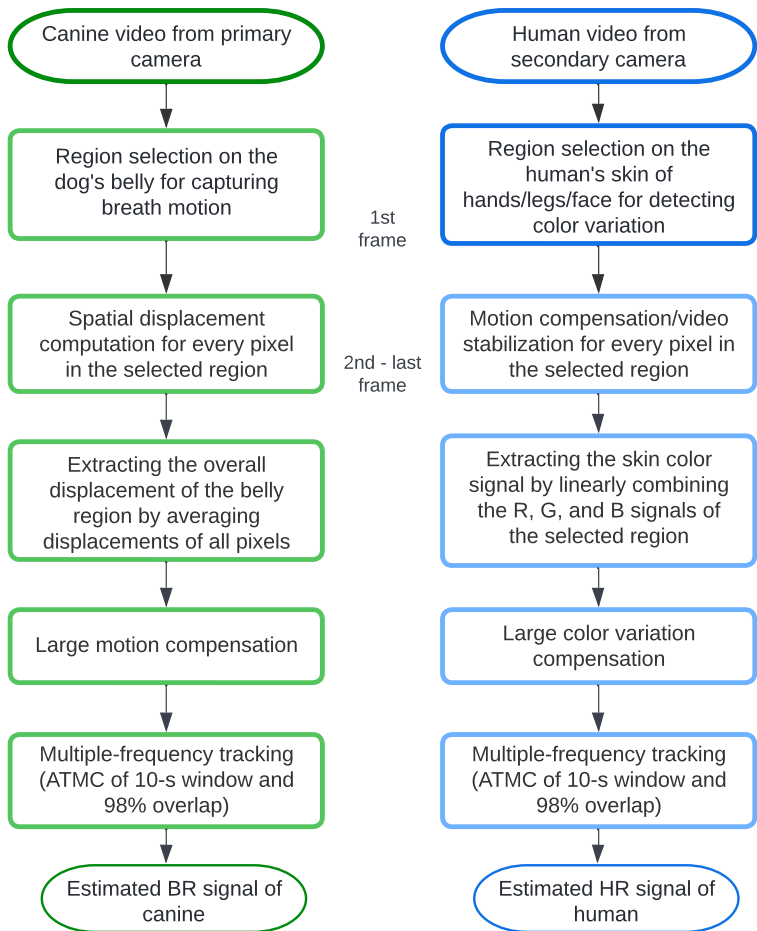 Canine video from primary
camera
Region selection on the
dog's belly for capturing
breath motion
Spatial displacement
computation for every pixel
in the selected region
Extracting the overall
displacement of the belly
region by averaging
displacements of all pixels
Large motion compensation
Multiple-frequency tracking
(ATMC of 10-s window and
98% overlap)
Estimated BR signal of
canine
1st
frame
2nd - last
frame
Human video from
secondary camera
Region selection on the
human's skin of
hands/legs/face for detecting
color variation
Motion compensation/video
stabilization for every pixel in
the selected region
Extracting the skin color
signal by linearly combining
the R, G, and B signals of
the selected region
Large color variation
compensation
Multiple-frequency tracking
(ATMC of 10-s window and
98% overlap)
Estimated HR signal of
human